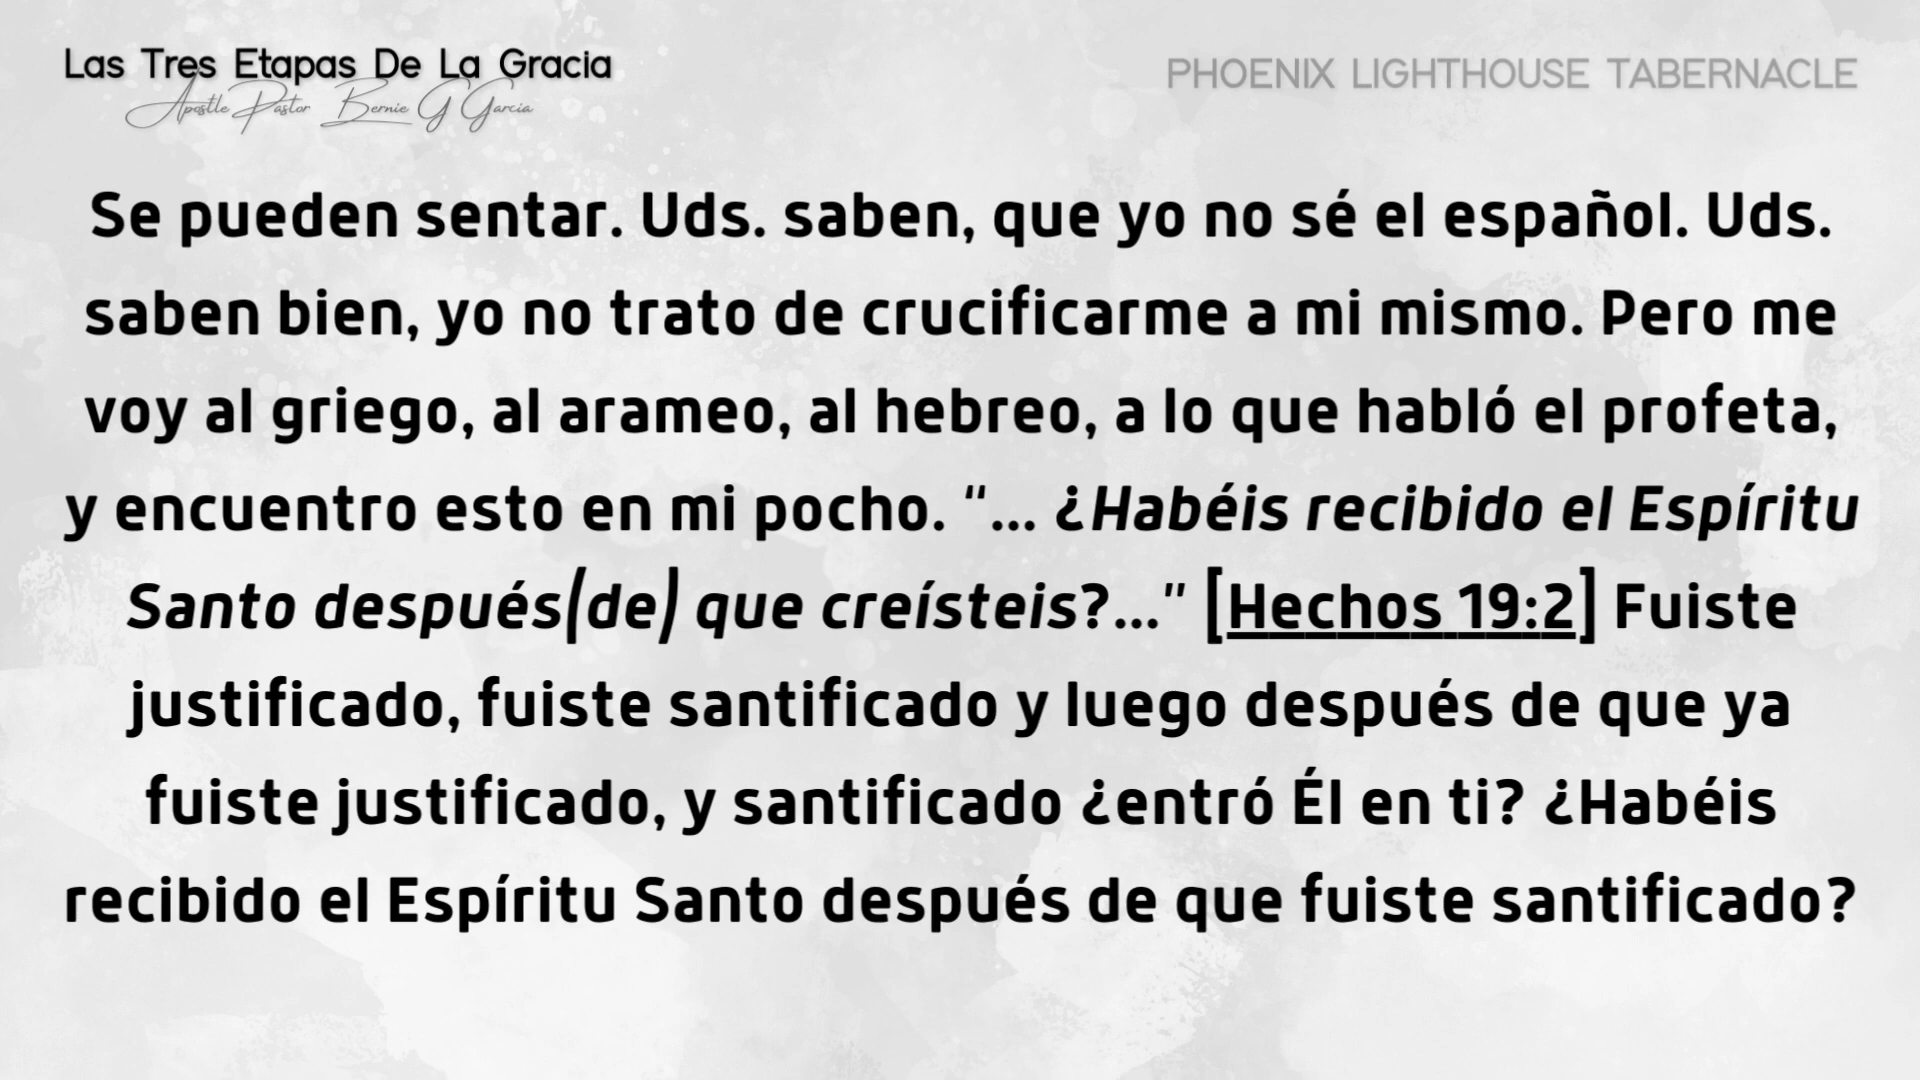 Las Tres Etapas De La Gracia
Apostle Pastor Bernie G Garcia
PHOENIX LIGHTHOUSE TABERNACLE
Se pueden sentar. Uds. saben, que yo no sé el español. Uds.
saben bien, yo no trato de crucificarme a mi mismo. Pero me
voy al griego, al arameo, al hebreo, a lo que habló el profeta,
y encuentro esto en mi pocho. “... ¿Habéis recibido el Espíritu
Santo después(de) que creísteis?...” [Hechos 19:2] Fuiste
justificado, fuiste santificado y luego después de que ya
fuiste justificado, y santificado ¿entró Él en ti? ¿Habéis
recibido el Espíritu Santo después de que fuiste santificado?